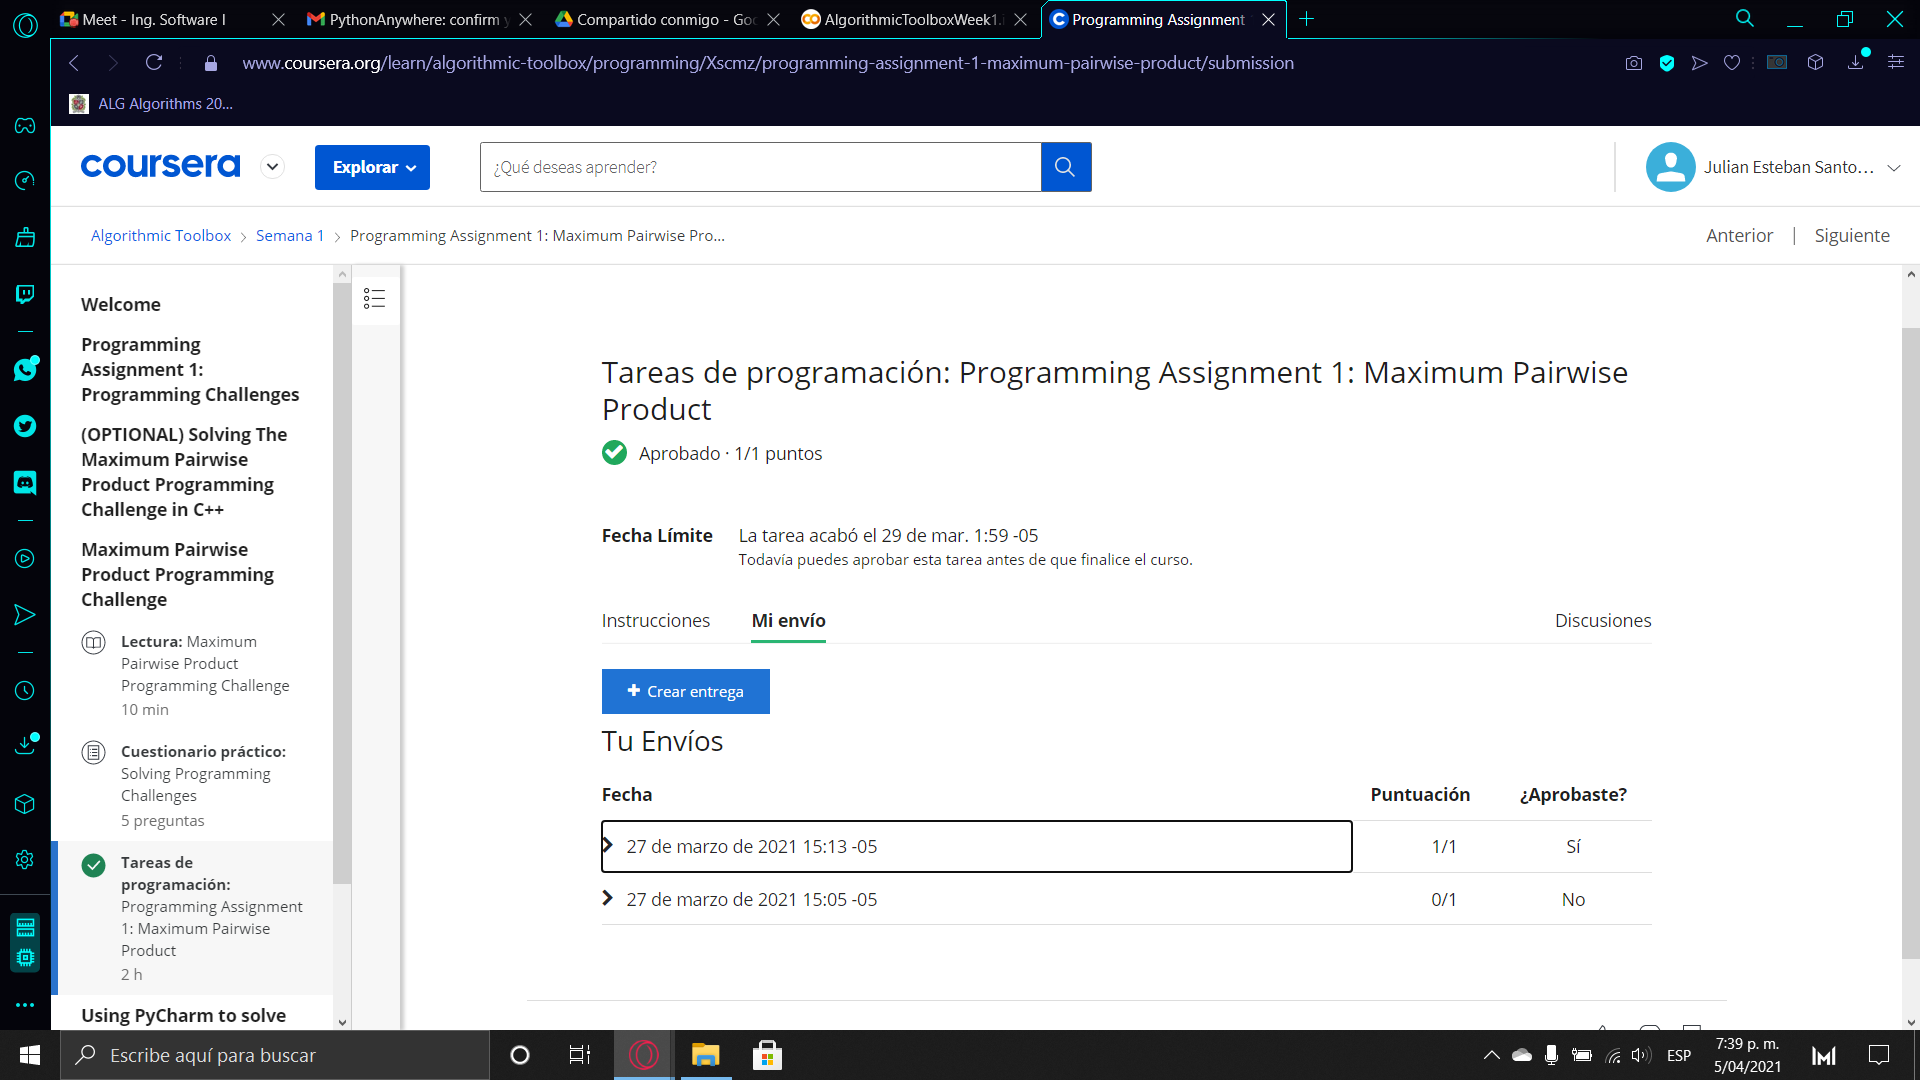 Meet - Ing. Software I
PythonAnywhere: confirm y
Compartido conmigo - Goo
AlgorithmicToolboxWeek1.i
Programming Assignment
www.coursera.org/learn/algorithmic-toolbox/programming/Xscmz/programming-assignment-1-maximum-pairwise-product/submission
ALG Algorithms 20...
coursera
Explorar
¿Qué deseas aprender?
Julian Esteban Santo...
Algorithmic Toolbox > Semana 1 > Programming Assignment 1: Maximum Pairwise Pro...
Anterior | Siguiente
Welcome
Programming
Assignment 1:
Programming Challenges
(OPTIONAL) Solving The
Maximum Pairwise
Product Programming
Challenge in C++
Maximum Pairwise
Product Programming
Challenge
Lectura: Maximum
Pairwise Product
Programming Challenge
10 min
Cuestionario práctico:
Solving Programming
Challenges
5 preguntas
Tareas de
programación:
Programming Assignment
1: Maximum Pairwise
Product
2 h
Using PyCharm to solve
Tareas de programación: Programming Assignment 1: Maximum Pairwise
Product
Aprobado · 1/1 puntos
Fecha Límite
La tarea acabó el 29 de mar. 1:59 -05
Todavía puedes aprobar esta tarea antes de que finalice el curso.
Instrucciones
Mi envío
Discusiones
+ Crear entrega
Tu Envíos
Fecha Puntuación ¿Aprobaste?
27 de marzo de 2021 15:13 -05 1/1 Sí
27 de marzo de 2021 15:05 -05 0/1 No
Escribe aquí para buscar
ESP
7:39 p. m.
5/04/2021